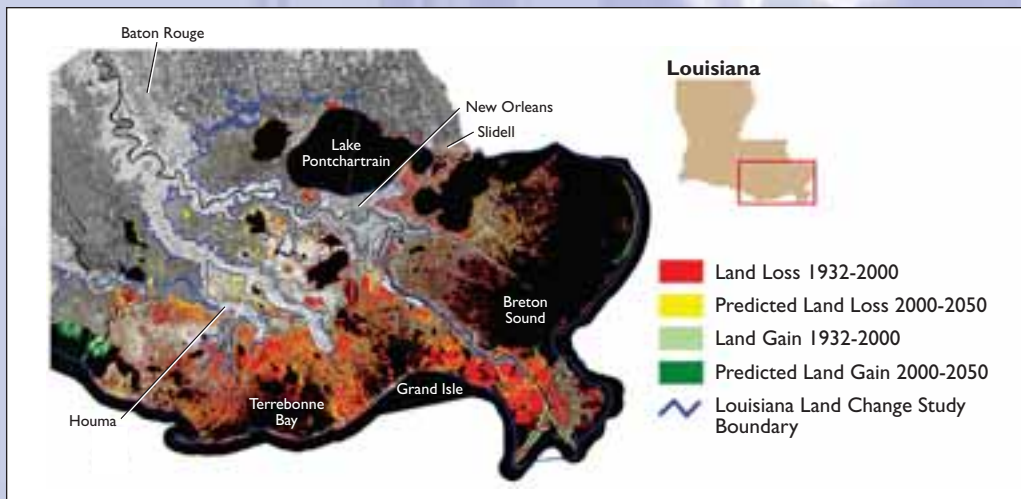 Baton Rouge
New Orleans
Slidell
Lake
Pontchartrain
Breton
Sound
Grand Isle
Terrebonne
Bay
Houma
Louisiana
Land Loss 1932-2000
Predicted Land Loss 2000-2050
Land Gain 1932-2000
Predicted Land Gain 2000-2050
Louisiana Land Change Study
Boundary